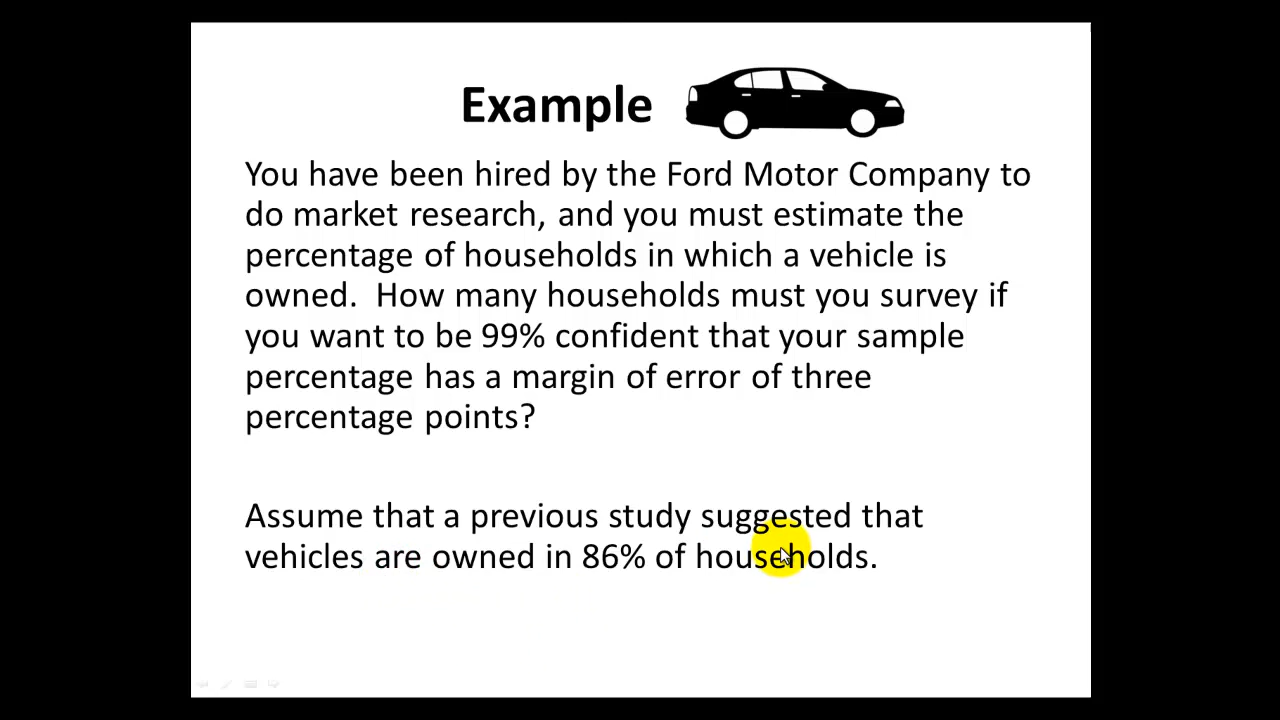 Example
You have been hired by the Ford Motor Company to
do market research, and you must estimate the
percentage of households in which a vehicle is
owned.  How many households must you survey if
you want to be 99% confident that your sample
percentage has a margin of error of three
percentage points?
Assume that a previous study suggested that
vehicles are owned in 86% of households.